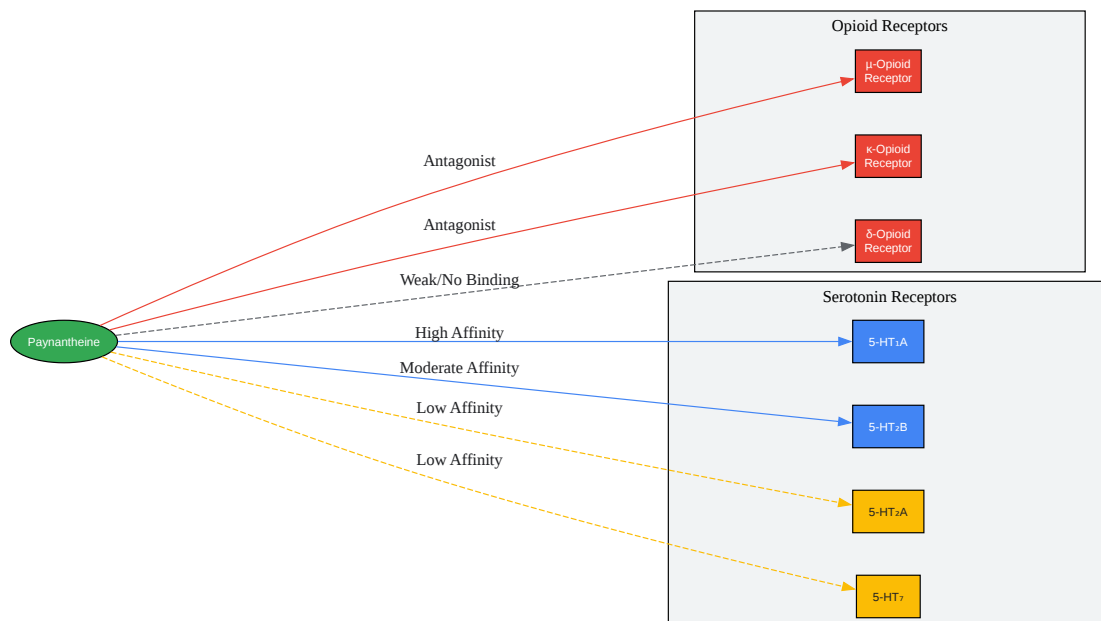 Opioid Receptors
µ-Opioid
Receptor
Antagonist
κ-Opioid
Receptor
Antagonist
δ-Opioid
Receptor
Weak/No Binding
Serotonin Receptors
Paynantheine
High Affinity
5-HT₁A
Moderate Affinity
Low Affinity
5-HT₂B
Low Affinity
5-HT₂A
5-HT₇